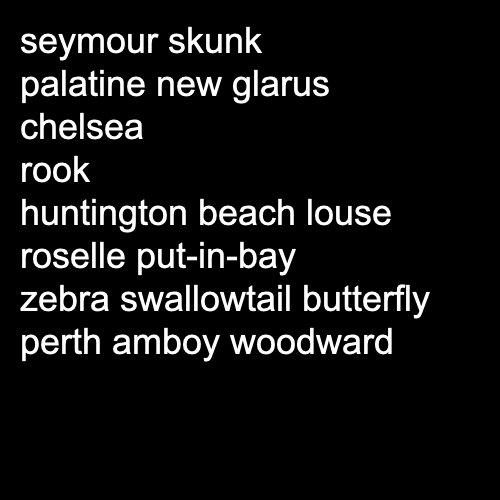 seymour skunk
palatine new glarus
chelsea
rook
huntington beach louse
roselle put-in-bay
zebra swallowtail butterfly
perth amboy woodward